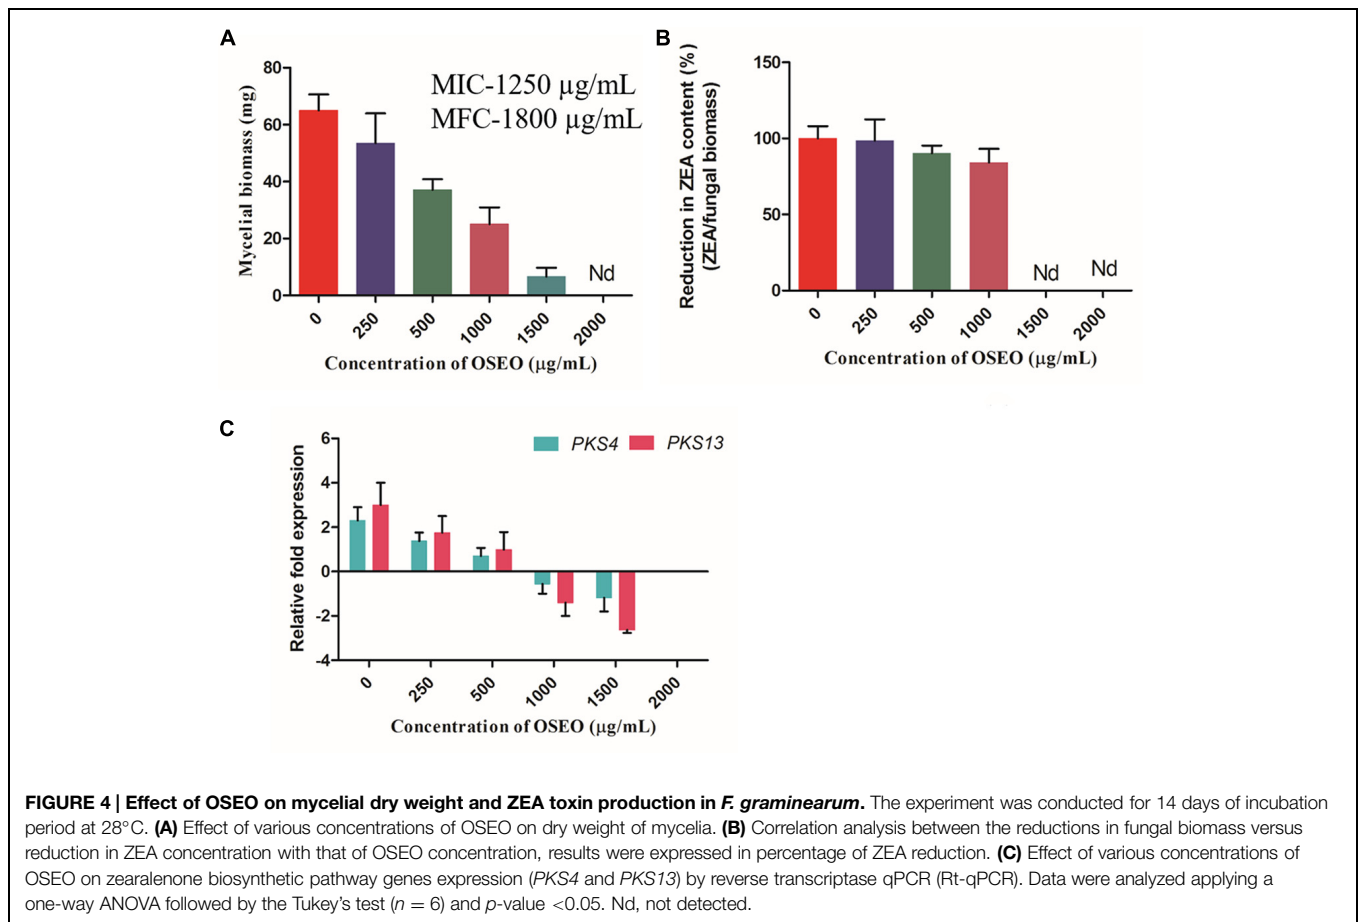 A
80
60
40
20
0
Mycelial biomass (mg)
MIC-1250 µg/mL
MFC-1800 µg/mL
Nd
0
250
500
1000
1500
2000
Concentration of OSEO (µg/mL)
B
150
100
50
0
Reduction in ZEA content (%)
(ZEA/fungal biomass)
Nd
Nd
0
250
500
1000
1500
2000
Concentration of OSEO (µg/mL)
C
6
4
2
0
-2
-4
Relative fold expression
PKS4 PKS13
0
250
500
1000
1500
2000
Concentration of OSEO (µg/mL)
FIGURE 4 | Effect of OSEO on mycelial dry weight and ZEA toxin production in F. graminearum. The experiment was conducted for 14 days of incubation
period at 28°C. (A) Effect of various concentrations of OSEO on dry weight of mycelia. (B) Correlation analysis between the reductions in fungal biomass versus
reduction in ZEA concentration with that of OSEO concentration, results were expressed in percentage of ZEA reduction. (C) Effect of various concentrations of
OSEO on zearalenone biosynthetic pathway genes expression (PKS4 and PKS13) by reverse transcriptase qPCR (Rt-qPCR). Data were analyzed applying a
one-way ANOVA followed by the Tukey's test (n = 6) and p-value <0.05. Nd, not detected.